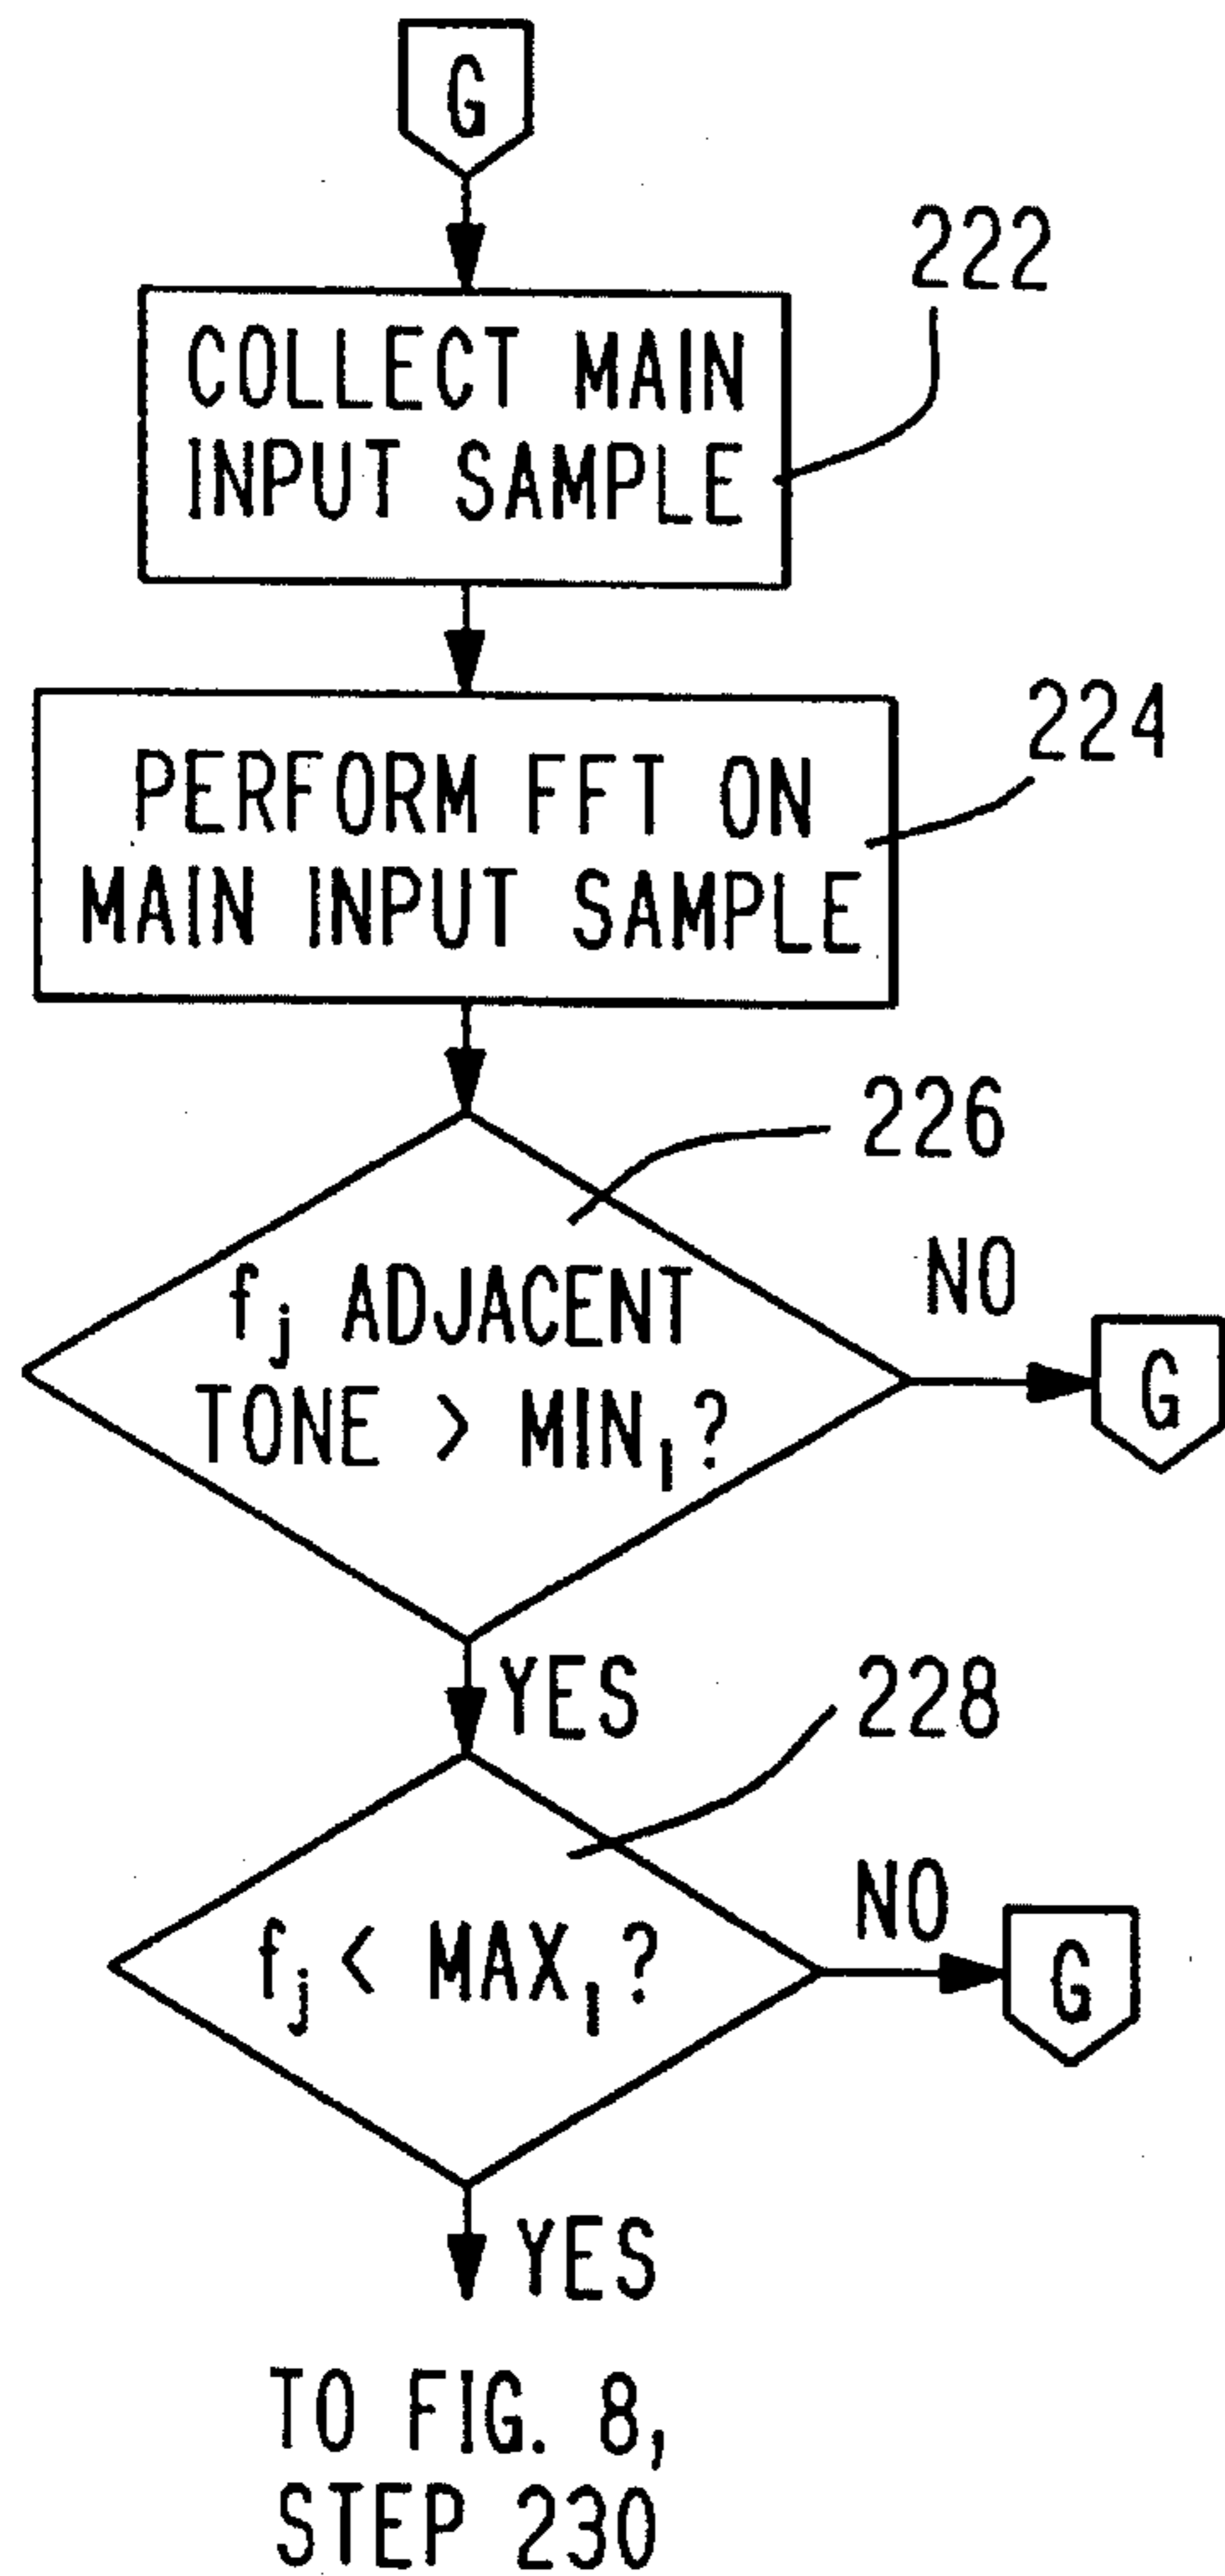 G
222
COLLECT MAIN
INPUT SAMPLE
224
PERFORM FFT ON
MAIN INPUT SAMPLE
226
fj ADJACENT
TONE > MIN1?
NO
G
YES
228
fj < MAX1?
NO
G
YES
TO FIG. 8,
STEP 230